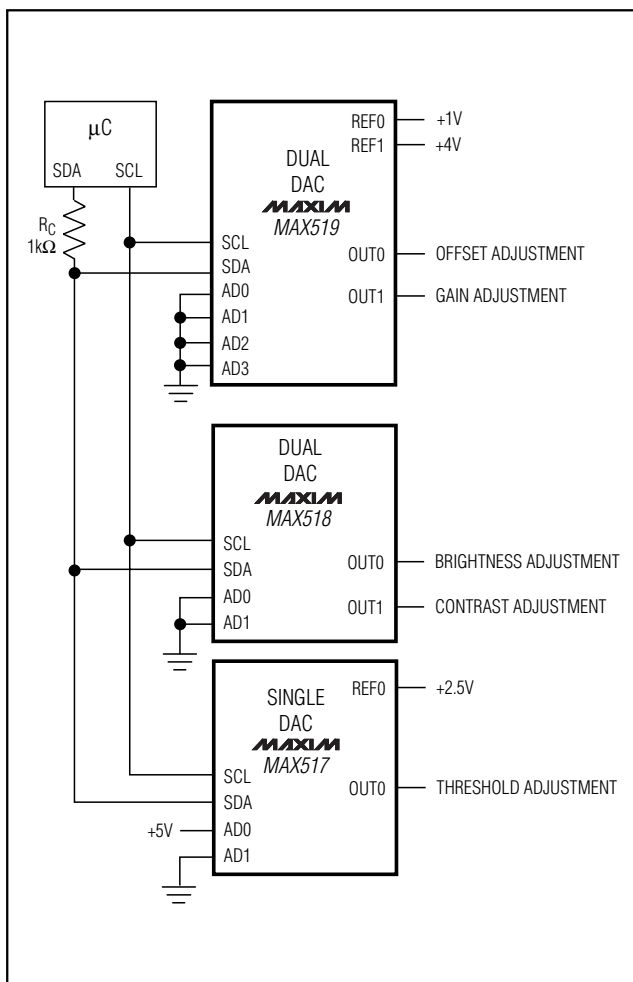 µC
SDA SCL
RC
1kΩ
DUAL
DAC
MAXIM
MAX519
REF0 +1V
REF1 +4V
SCL
SDA
AD0
AD1
AD2
AD3
OUT0 OFFSET ADJUSTMENT
OUT1 GAIN ADJUSTMENT
DUAL
DAC
MAXIM
MAX518
SCL
SDA
AD0
AD1
OUT0 BRIGHTNESS ADJUSTMENT
OUT1 CONTRAST ADJUSTMENT
SINGLE
DAC
MAXIM
MAX517
REF0 +2.5V
SCL
SDA
+5V AD0
AD1
OUT0 THRESHOLD ADJUSTMENT